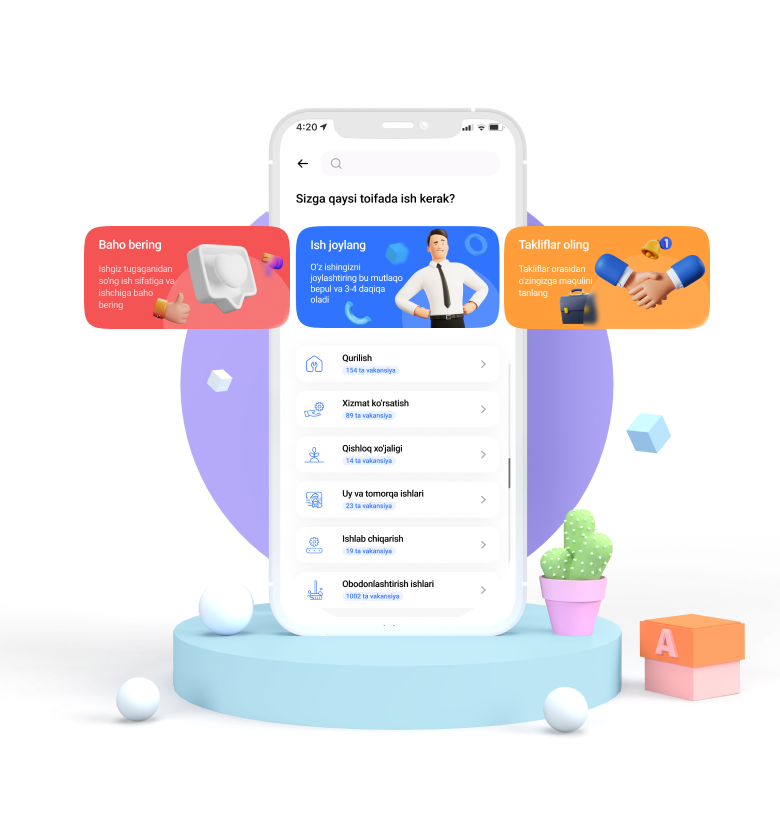 4:20
Sizga qaysi toifada ish kerak?
Baho bering
Ishgiz tugaganidan
so'ng ish sifatiga va
ishchiga baho
bering
Ish joylang
O'z ishingizni
joylashtiring bu mutlaqo
bepul va 3-4 daqiqa
oladi
Takliflar oling
Takliflar orasidan
o'zingizga maqulini
tanlang
1
Qurilish
154 ta vakansiya
Xizmat ko'rsatish
89 ta vakansiya
Qishloq xo'jaligi
14 ta vakansiya
Uy va tomorqa ishlari
23 ta vakansiya
Ishlab chiqarish
19 ta vakansiya
Obodonlashtirish ishlari
1002 ta vakansiya
A